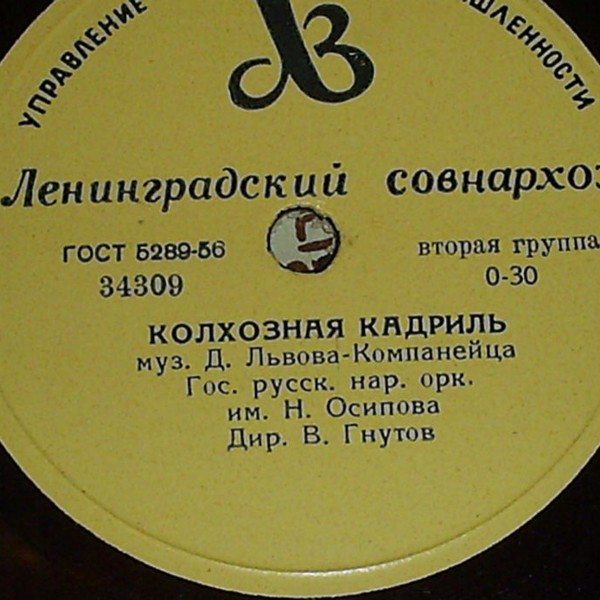 УПРАВЛЕНИЕ
ЛЗ
Ленинградский совнархоз
ГОСТ 5289-56
вторая группа
34309
0-30
КОЛХОЗНАЯ КАДРИЛЬ
муз. Д. Львова-Компанейца
Гос. русск. нар. орк.
им. Н. Осипова
Дир. В. Гнутов